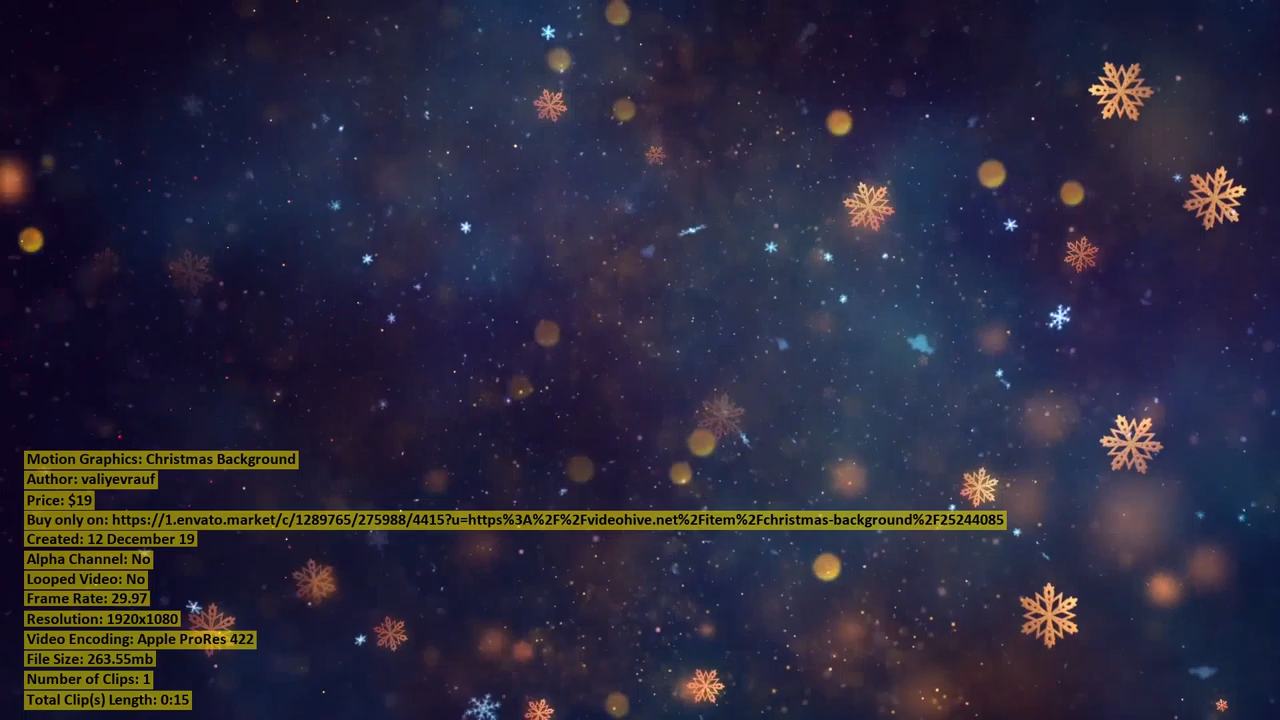 Motion Graphics: Christmas Background
Author: valiyevrauf
Price: $19
Buy only on: https://1.envato.market/c/1289765/275988/4415?u=https%3A%2F%2Fvideohive.net%2Fitem%2Fchristmas-background%2F25244085
Created: 12 December 19
Alpha Channel: No
Looped Video: No
Frame Rate: 29.97
Resolution: 1920x1080
Video Encoding: Apple ProRes 422
File Size: 263.55mb
Number of Clips: 1
Total Clip(s) Length: 0:15